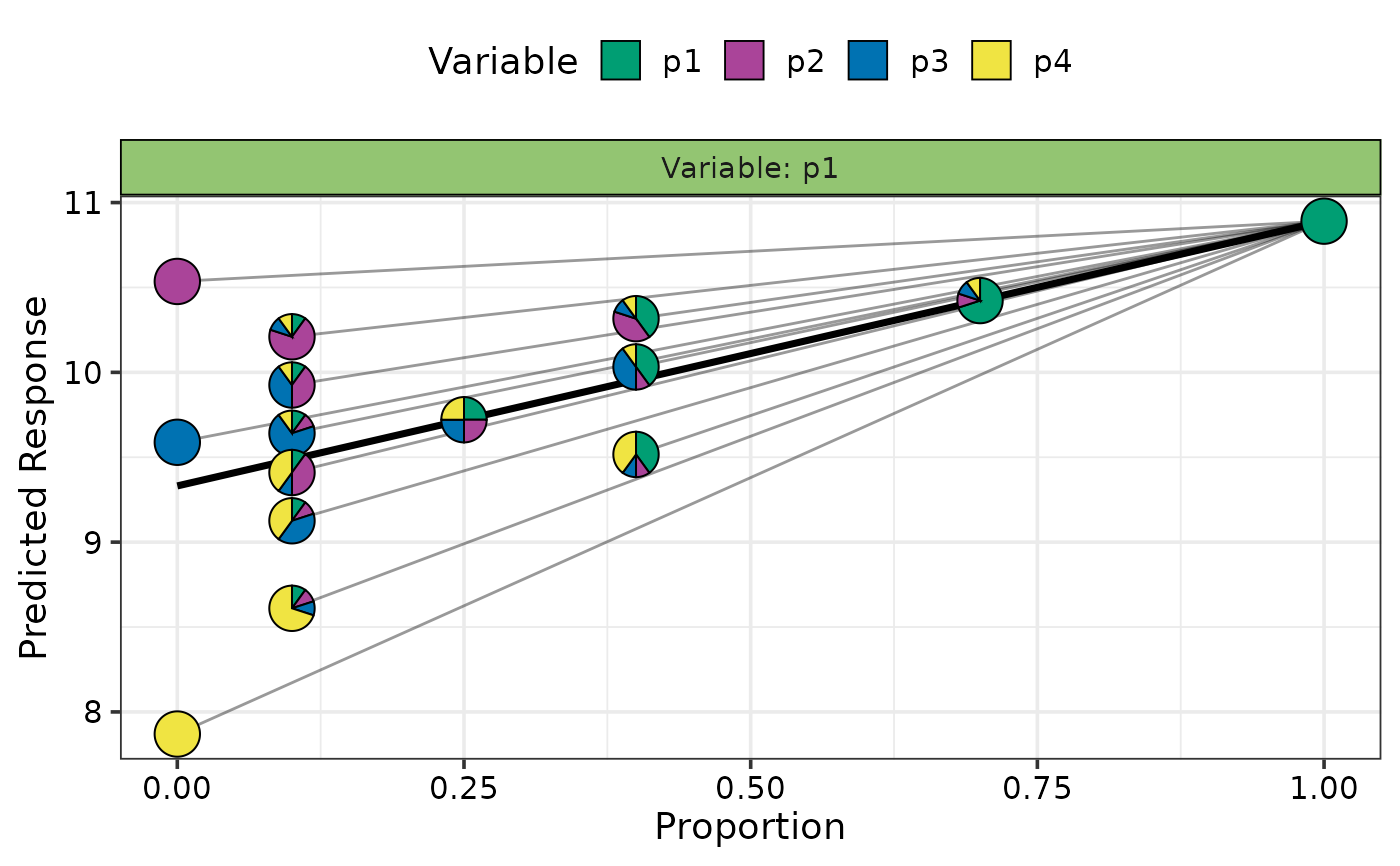 Variable p1 p2 p3 p4
Variable: p1
11
10
9
8
Predicted Response
0.00 0.25 0.50 0.75 1.00
Proportion